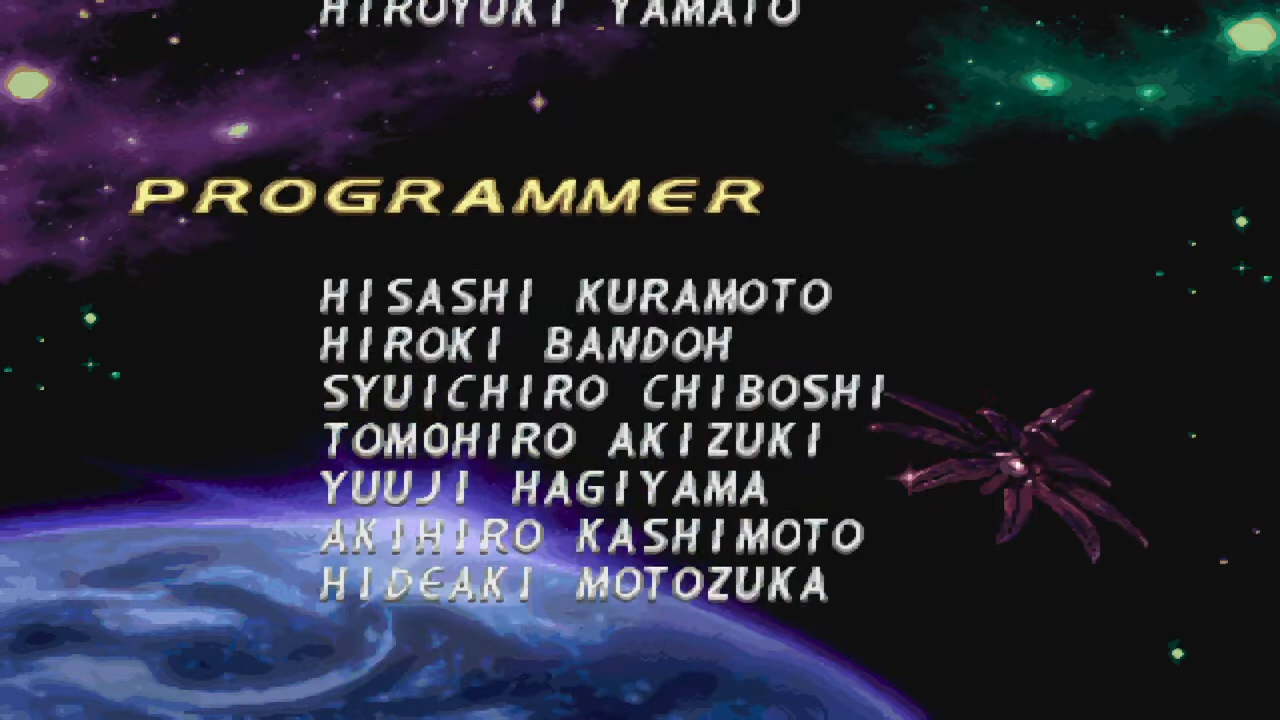 HIROYUKI YAMATO
PROGRAMMER
HISASHI KURAMOTO
HIROKI BANDOH
SYUICHIRO CHIBOSHI
TOMOHIRO AKIZUKI
YUUJI HAGIYAMA
AKIHIRO KASHIMOTO
HIDEAKI MOTOZUKA